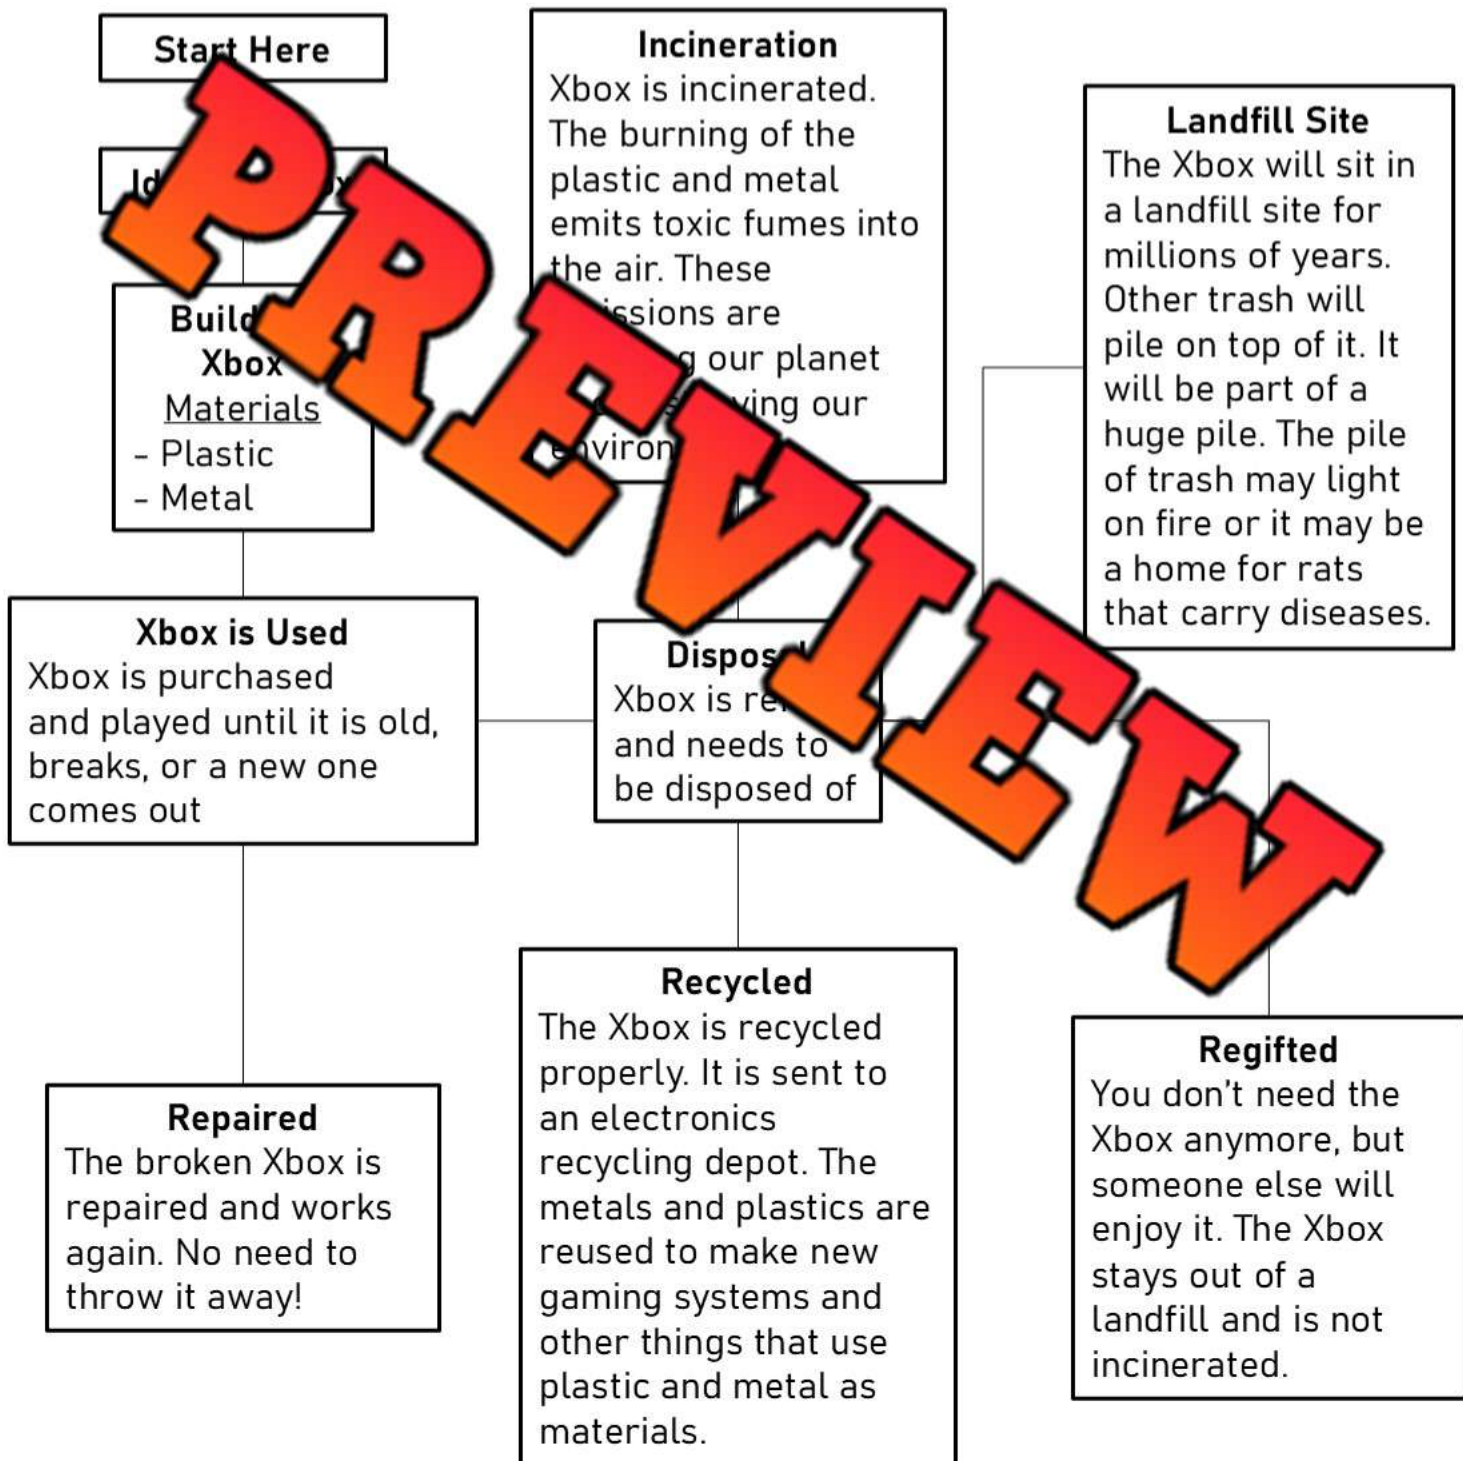 Start Here
Build
Xbox
Materials
- Plastic
- Metal
Xbox is Used
Xbox is purchased
and played until it is old,
breaks, or a new one
comes out
Repaired
The broken Xbox is
repaired and works
again. No need to
throw it away!
Incineration
Xbox is incinerated.
The burning of the
plastic and metal
emits toxic fumes into
the air. These
are
our planet
our
Xbox is
and needs to
be disposed of
Recycled
The Xbox is recycled
properly. It is sent to
an electronics
recycling depot. The
metals and plastics are
reused to make new
gaming systems and
other things that use
plastic and metal as
materials.
Landfill Site
The Xbox will sit in
a landfill site for
millions of years.
Other trash will
pile on top of it. It
will be part of a
huge pile. The pile
of trash may light
on fire or it may be
a home for rats
that carry diseases.
Regifted
You don't need the
Xbox anymore, but
someone else will
enjoy it. The Xbox
stays out of a
landfill and is not
incinerated.
PREVIEW